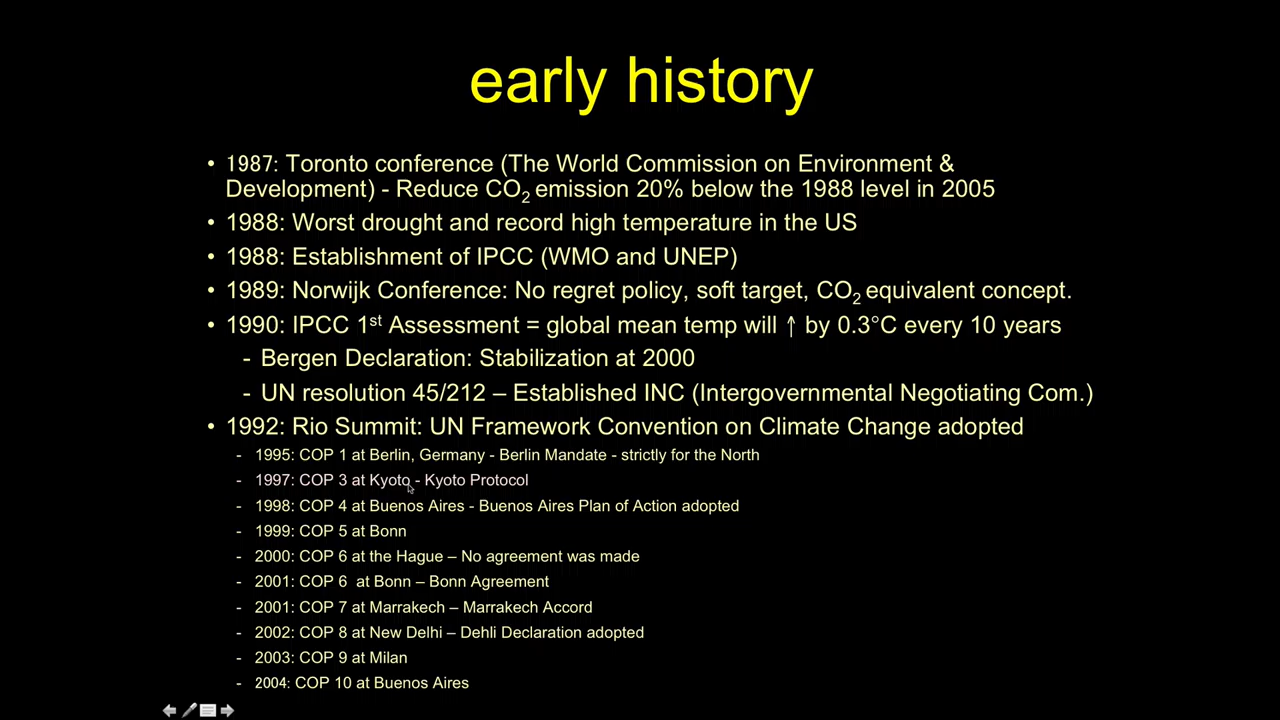 early history
• 1987: Toronto conference (The World Commission on Environment &
Development) - Reduce CO₂ emission 20% below the 1988 level in 2005
• 1988: Worst drought and record high temperature in the US
• 1988: Establishment of IPCC (WMO and UNEP)
• 1989: Norwijk Conference: No regret policy, soft target, CO₂ equivalent concept.
• 1990: IPCC 1st Assessment = global mean temp will ↑ by 0.3°C every 10 years
- Bergen Declaration: Stabilization at 2000
- UN resolution 45/212 – Established INC (Intergovernmental Negotiating Com.)
• 1992: Rio Summit: UN Framework Convention on Climate Change adopted
- 1995: COP 1 at Berlin, Germany - Berlin Mandate - strictly for the North
- 1997: COP 3 at Kyoto - Kyoto Protocol
- 1998: COP 4 at Buenos Aires - Buenos Aires Plan of Action adopted
- 1999: COP 5 at Bonn
- 2000: COP 6 at the Hague – No agreement was made
- 2001: COP 6 at Bonn – Bonn Agreement
- 2001: COP 7 at Marrakech – Marrakech Accord
- 2002: COP 8 at New Delhi – Dehli Declaration adopted
- 2003: COP 9 at Milan
- 2004: COP 10 at Buenos Aires